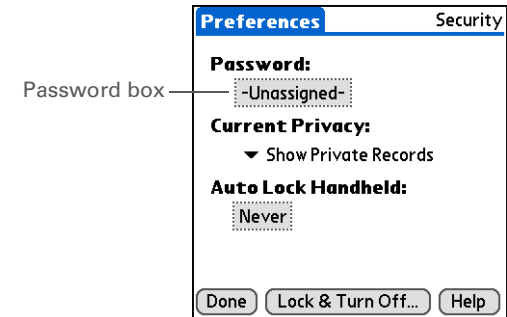 Preferences Security
Password:
Password box -Unassigned-
Current Privacy:
Show Private Records
Auto Lock Handheld:
Never
Done Lock & Turn Off... Help